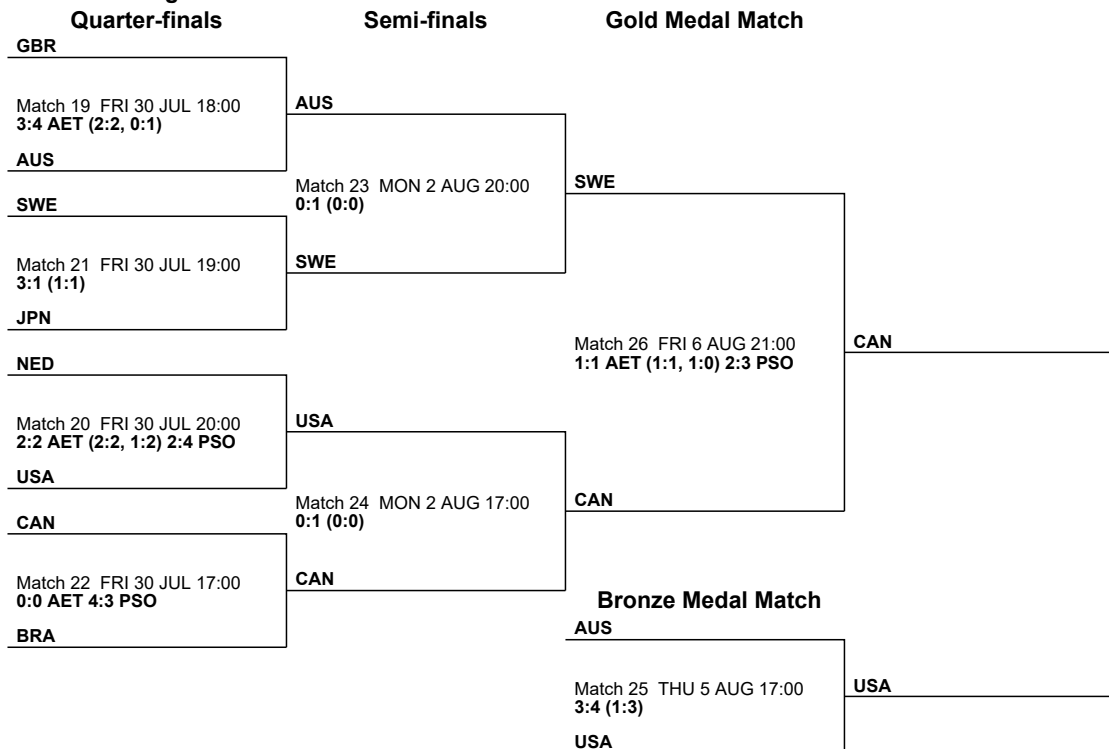 Quarter-finals
Semi-finals
Gold Medal Match
GBR
Match 19 FRI 30 JUL 18:00
3:4 AET (2:2, 0:1)
AUS
AUS
Match 23 MON 2 AUG 20:00
0:1 (0:0)
SWE
SWE
Match 21 FRI 30 JUL 19:00
3:1 (1:1)
SWE
JPN
Match 26 FRI 6 AUG 21:00
1:1 AET (1:1, 1:0) 2:3 PSO
CAN
NED
Match 20 FRI 30 JUL 20:00
2:2 AET (2:2, 1:2) 2:4 PSO
USA
USA
Match 24 MON 2 AUG 17:00
0:1 (0:0)
CAN
CAN
Match 22 FRI 30 JUL 17:00
0:0 AET 4:3 PSO
CAN
BRA
Bronze Medal Match
AUS
Match 25 THU 5 AUG 17:00
3:4 (1:3)
USA
USA